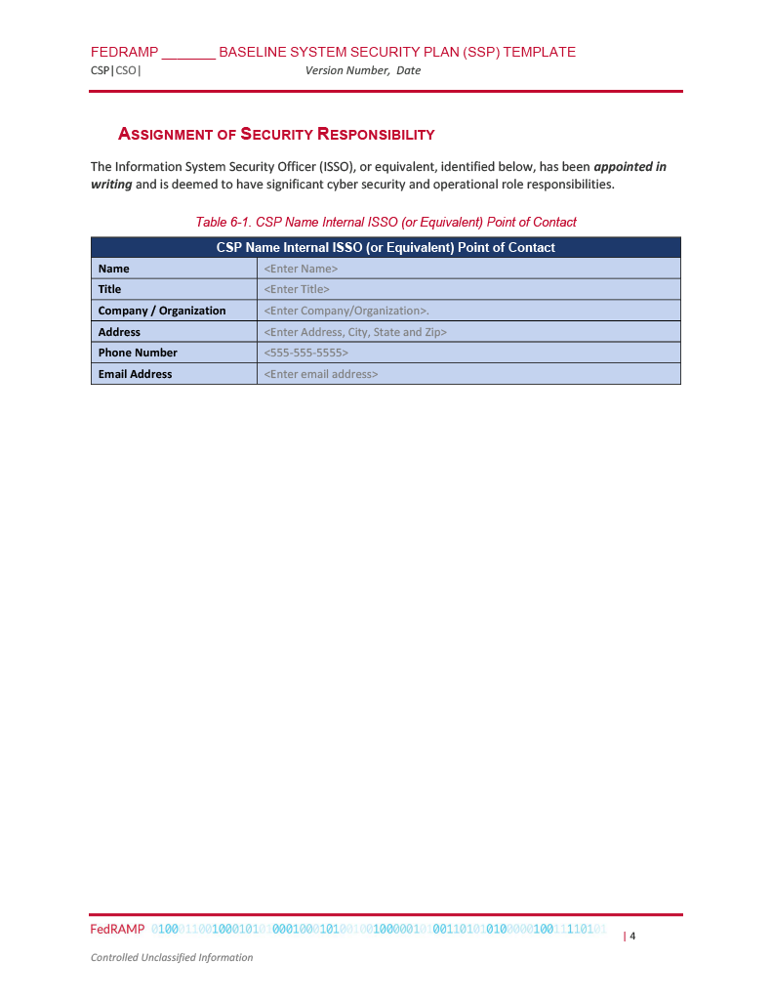 FEDRAMP _______ BASELINE SYSTEM SECURITY PLAN (SSP) TEMPLATE
CSP|CSO| Version Number, Date
ASSIGNMENT OF SECURITY RESPONSIBILITY
The Information System Security Officer (ISSO), or equivalent, identified below, has been appointed in
writing and is deemed to have significant cyber security and operational role responsibilities.
Table 6-1. CSP Name Internal ISSO (or Equivalent) Point of Contact
CSP Name Internal ISSO (or Equivalent) Point of Contact
Name <Enter Name>
Title <Enter Title>
Company / Organization <Enter Company/Organization>.
Address <Enter Address, City, State and Zip>
Phone Number <555-555-5555>
Email Address <Enter email address>
FedRAMP
| 4
Controlled Unclassified Information